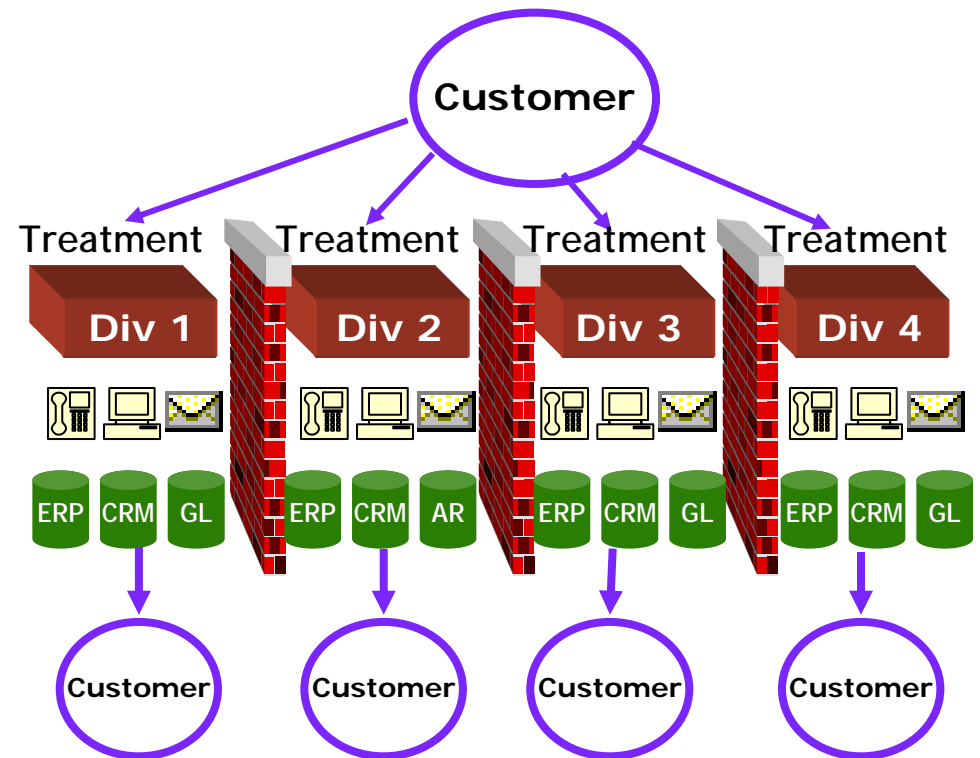 Customer
Treatment Treatment Treatment Treatment
Div 1 Div 2 Div 3 Div 4
ERP CRM GL ERP CRM AR ERP CRM GL ERP CRM GL
Customer Customer Customer Customer